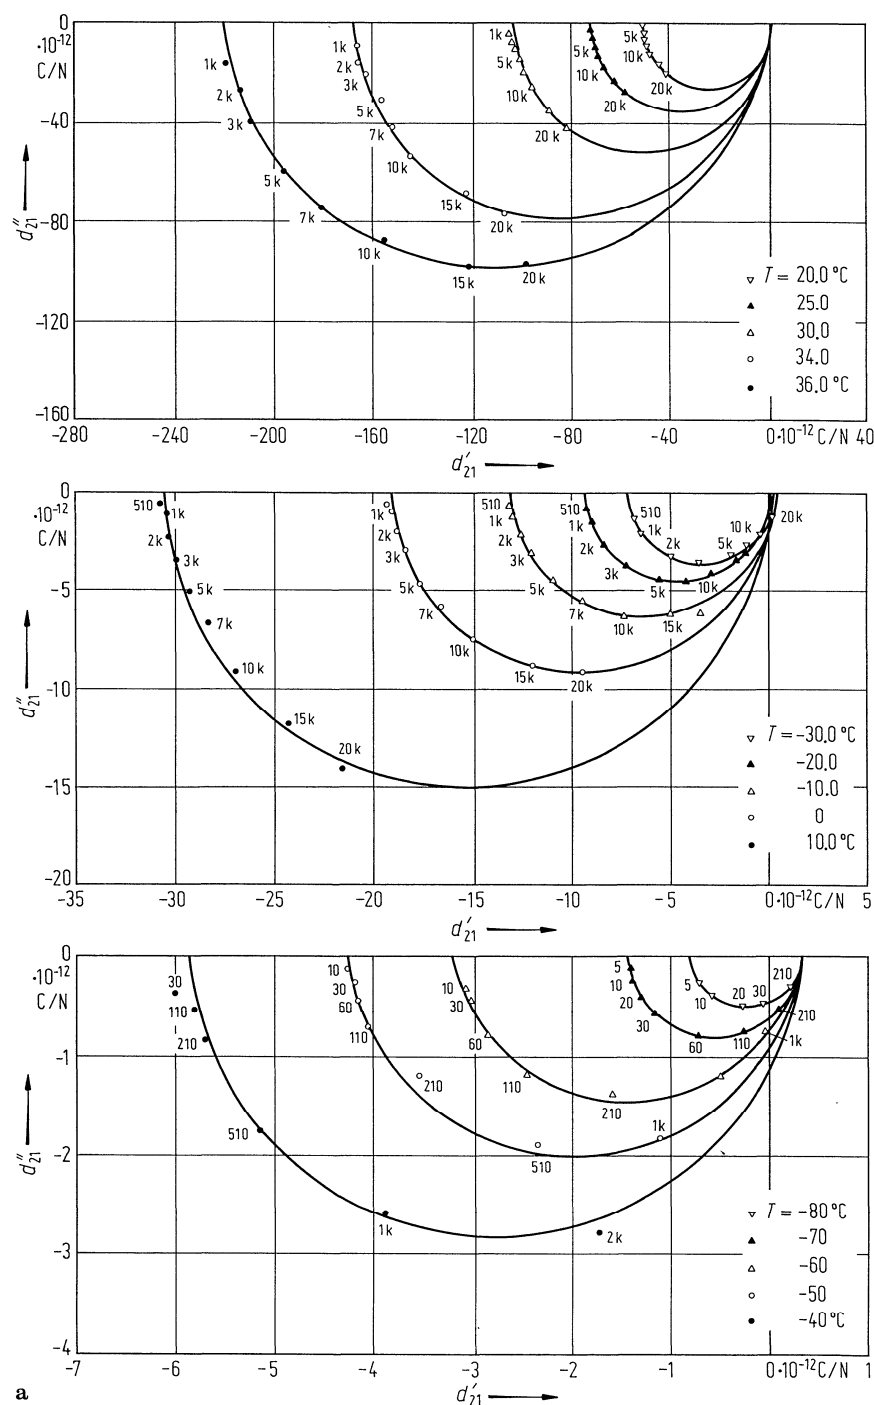 0
·10⁻¹²
C/N
-40
-80
-120
-160
d″₂₁
1k
2k
3k
5k
7k
10k
15k
20k
1k
2k
3k
5k
7k
10k
15k
20k
1k
5k
10k
20k
5k
10k
20k
5k
10k
20k
T = 20.0 °C
25.0
30.0
34.0
36.0 °C
-280 -240 -200 -160 -120 -80 -40 0·10⁻¹² C/N 40
d′₂₁
0
·10⁻¹²
C/N
-5
-10
-15
-20
d″₂₁
510
1k
2k
3k
5k
7k
10k
15k
20k
1k
2k
3k
5k
7k
10k
15k
20k
510
1k
2k
3k
5k
7k
10k
15k
510
1k
2k
3k
5k
10k
510
1k
2k
5k
10k
20k
T = -30.0 °C
-20.0
-10.0
0
10.0 °C
-35 -30 -25 -20 -15 -10 -5 0·10⁻¹² C/N 5
d′₂₁
0
·10⁻¹²
C/N
-1
-2
-3
-4
d″₂₁
30
110
210
510
1k
2k
10
30
60
110
210
510
1k
10
30
60
110
210
1k
5
10
20
30
60
110
210
5
10
20
30
210
T = -80 °C
-70
-60
-50
-40 °C
-7 -6 -5 -4 -3 -2 -1 0·10⁻¹² C/N 1
d′₂₁
a